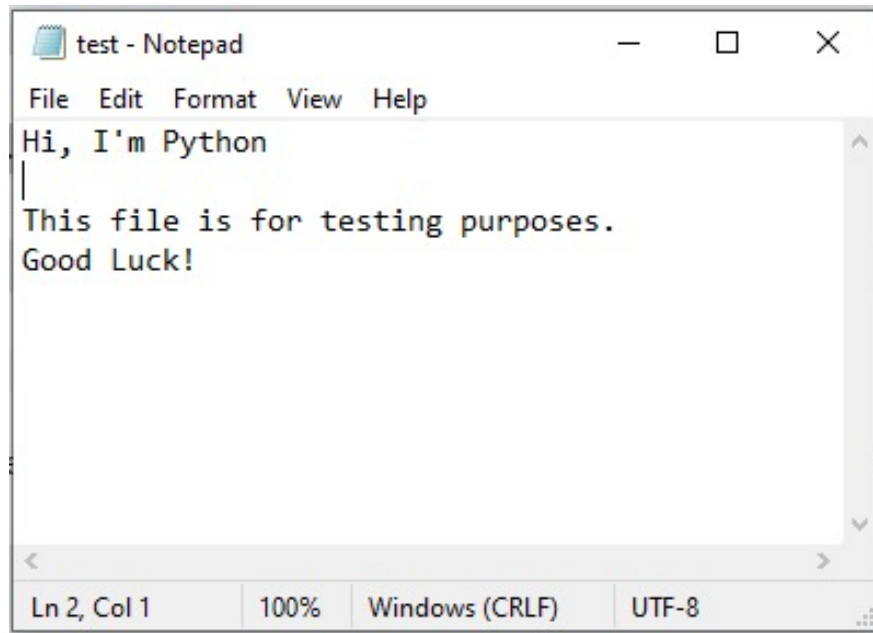 test - Notepad
File Edit Format View Help
Hi, I'm Python
This file is for testing purposes.
Good Luck!
Ln 2, Col 1 100% Windows (CRLF) UTF-8